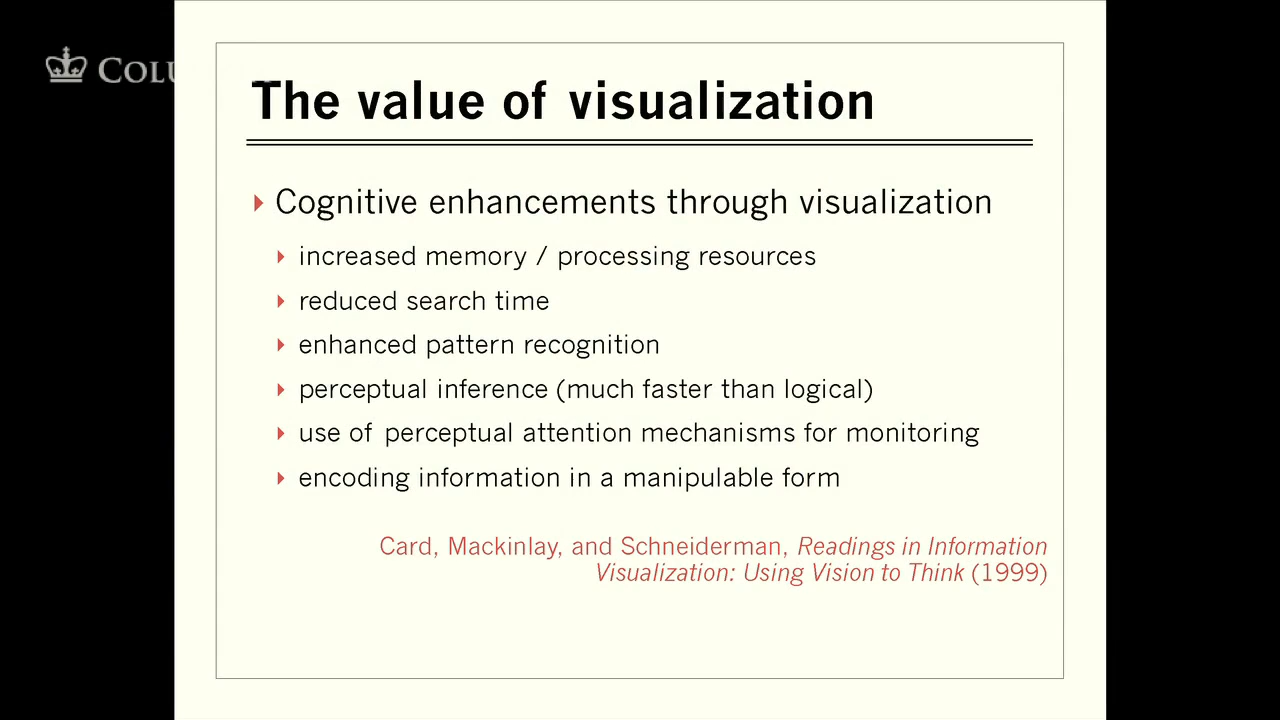 The value of visualization
Cognitive enhancements through visualization
increased memory / processing resources
reduced search time
enhanced pattern recognition
perceptual inference (much faster than logical)
use of perceptual attention mechanisms for monitoring
encoding information in a manipulable form
Card, Mackinlay, and Schneiderman, Readings in Information
Visualization: Using Vision to Think (1999)